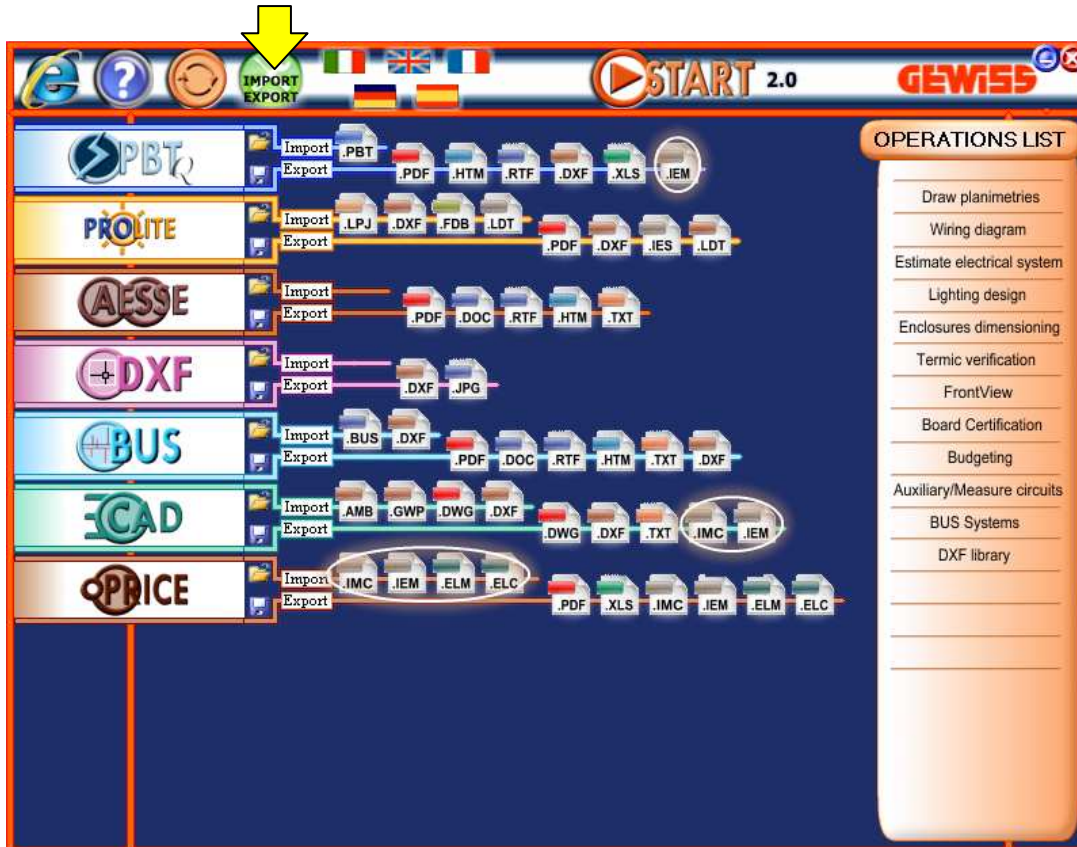 IMPORT
EXPORT
START 2.0
GEWISS
PBTQ
Import .PBT
Export .PDF .HTM .RTF .DXF .XLS .IEM
PROLITE
Import .LPJ .DXF .FDB .LDT
Export .PDF .DXF .IES .LDT
AESSE
Import
Export .PDF .DOC .RTF .HTM .TXT
DXF
Import
Export .DXF .JPG
BUS
Import .BUS .DXF
Export .PDF .DOC .RTF .HTM .TXT .DXF
CAD
Import .AMB .GWP .DWG .DXF
Export .DWG .DXF .TXT .IMC .IEM
PRICE
Import .IMC .IEM .ELM .ELC
Export .PDF .XLS .IMC .IEM .ELM .ELC
OPERATIONS LIST
Draw planimetries
Wiring diagram
Estimate electrical system
Lighting design
Enclosures dimensioning
Termic verification
FrontView
Board Certification
Budgeting
Auxiliary/Measure circuits
BUS Systems
DXF library